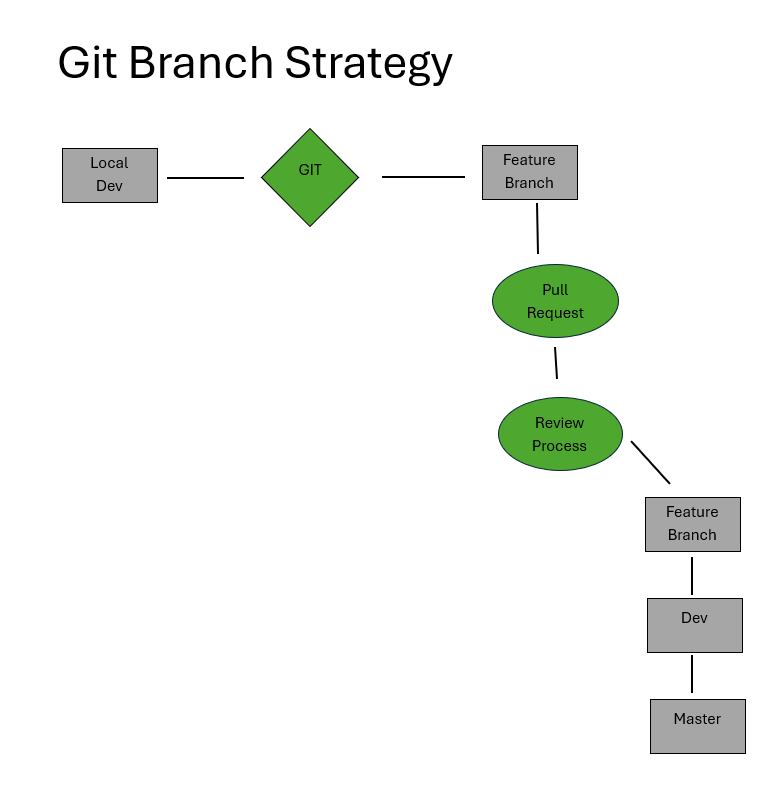 Git Branch Strategy
Local
Dev
GIT
Feature
Branch
Pull
Request
Review
Process
Feature
Branch
Dev
Master